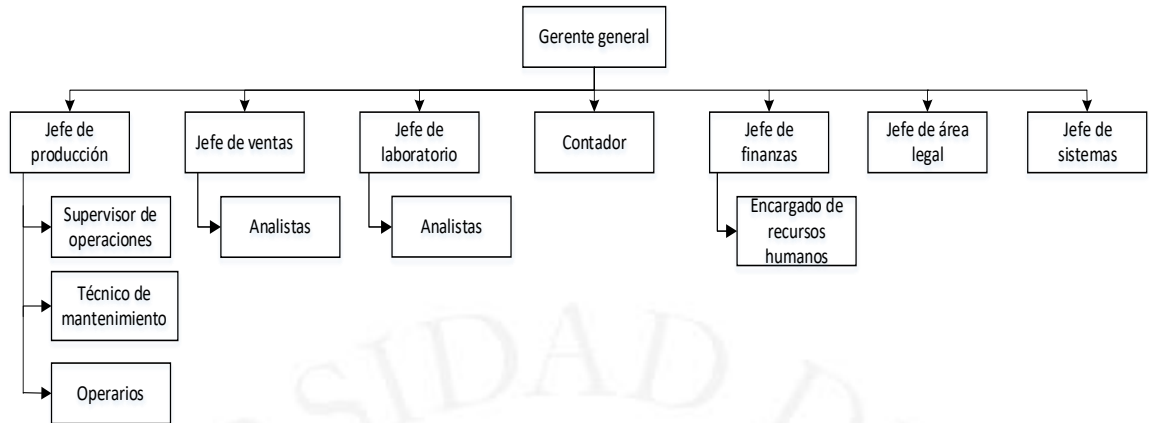 Gerente general
Jefe de
producción
Jefe de ventas
Jefe de
laboratorio
Contador
Jefe de
finanzas
Jefe de área
legal
Jefe de
sistemas
Supervisor de
operaciones
Analistas
Analistas
Encargado de
recursos
humanos
Técnico de
mantenimiento
Operarios
SIDAD D